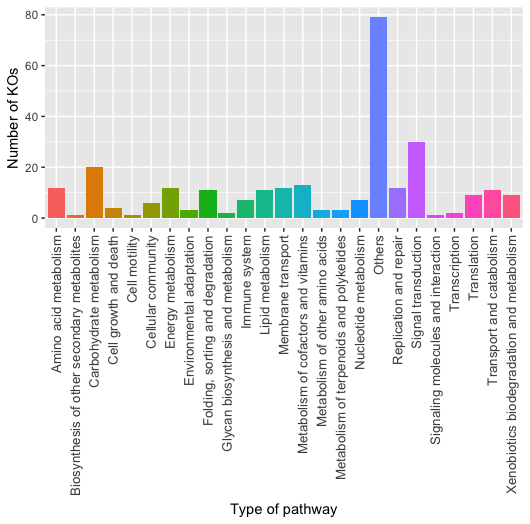 80
60
40
20
0
Number of KOs
Amino acid metabolism
Biosynthesis of other secondary metabolites
Carbohydrate metabolism
Cell growth and death
Cell motility
Cellular community
Energy metabolism
Environmental adaptation
Folding, sorting and degradation
Glycan biosynthesis and metabolism
Immune system
Lipid metabolism
Membrane transport
Metabolism of cofactors and vitamins
Metabolism of other amino acids
Metabolism of terpenoids and polyketides
Nucleotide metabolism
Others
Replication and repair
Signal transduction
Signaling molecules and interaction
Transcription
Translation
Transport and catabolism
Xenobiotics biodegradation and metabolism
Type of pathway